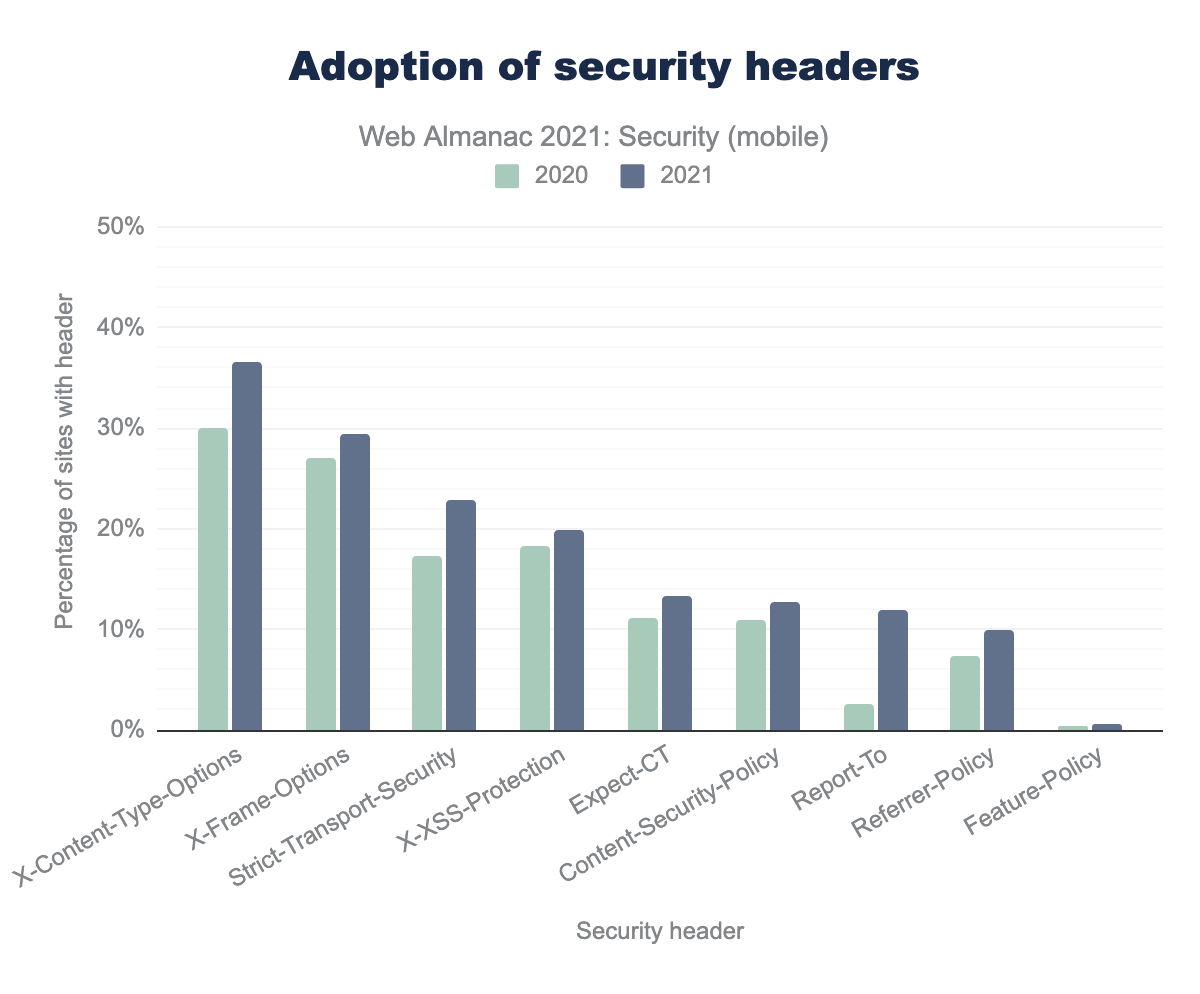 Adoption of security headers
Web Almanac 2021: Security (mobile)
2020 2021
Percentage of sites with header
50%
40%
30%
20%
10%
0%
X-Content-Type-Options
X-Frame-Options
Strict-Transport-Security
X-XSS-Protection
Expect-CT
Content-Security-Policy
Report-To
Referrer-Policy
Feature-Policy
Security header